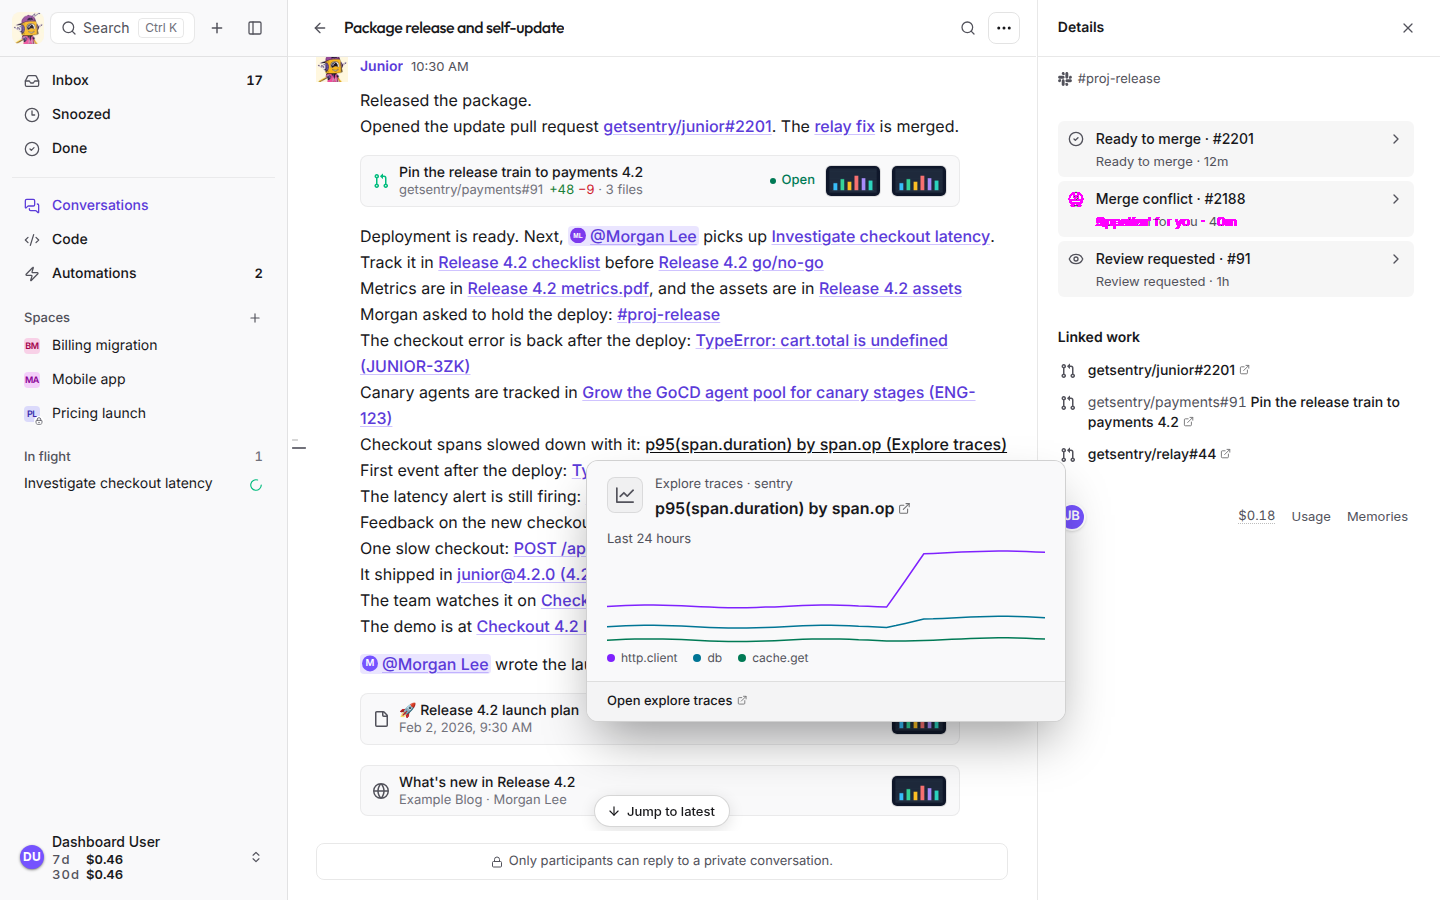 Search
Ctrl K
Inbox 17
Snoozed
Done
Conversations
Code
Automations 2
Spaces
BM Billing migration
MA Mobile app
PL Pricing launch
In flight 1
Investigate checkout latency
DU Dashboard User
7d $0.46
30d $0.46
Package release and self-update
Junior 10:30 AM
Released the package.
Opened the update pull request getsentry/junior#2201. The relay fix is merged.
Pin the release train to payments 4.2
getsentry/payments#91 +48 −9 · 3 files
Open
Deployment is ready. Next, ML @Morgan Lee picks up Investigate checkout latency.
Track it in Release 4.2 checklist before Release 4.2 go/no-go
Metrics are in Release 4.2 metrics.pdf, and the assets are in Release 4.2 assets
Morgan asked to hold the deploy: #proj-release
The checkout error is back after the deploy: TypeError: cart.total is undefined
(JUNIOR-3ZK)
Canary agents are tracked in Grow the GoCD agent pool for canary stages (ENG-
123)
Checkout spans slowed down with it: p95(span.duration) by span.op (Explore traces)
First event after the deploy: Ty
The latency alert is still firing:
Feedback on the new checkou
One slow checkout: POST /ap
It shipped in junior@4.2.0 (4.2
The team watches it on Check
The demo is at Checkout 4.2
M @Morgan Lee wrote the lau
🚀 Release 4.2 launch plan
Feb 2, 2026, 9:30 AM
What's new in Release 4.2
Example Blog · Morgan Lee
Jump to latest
Only participants can reply to a private conversation.
Explore traces · sentry
p95(span.duration) by span.op
Last 24 hours
http.client db cache.get
Open explore traces
Details
#proj-release
Ready to merge · #2201
Ready to merge · 12m
Merge conflict · #2188
for you
Review requested · #91
Review requested · 1h
Linked work
getsentry/junior#2201
getsentry/payments#91 Pin the release train to
payments 4.2
getsentry/relay#44
JB
$0.18 Usage Memories